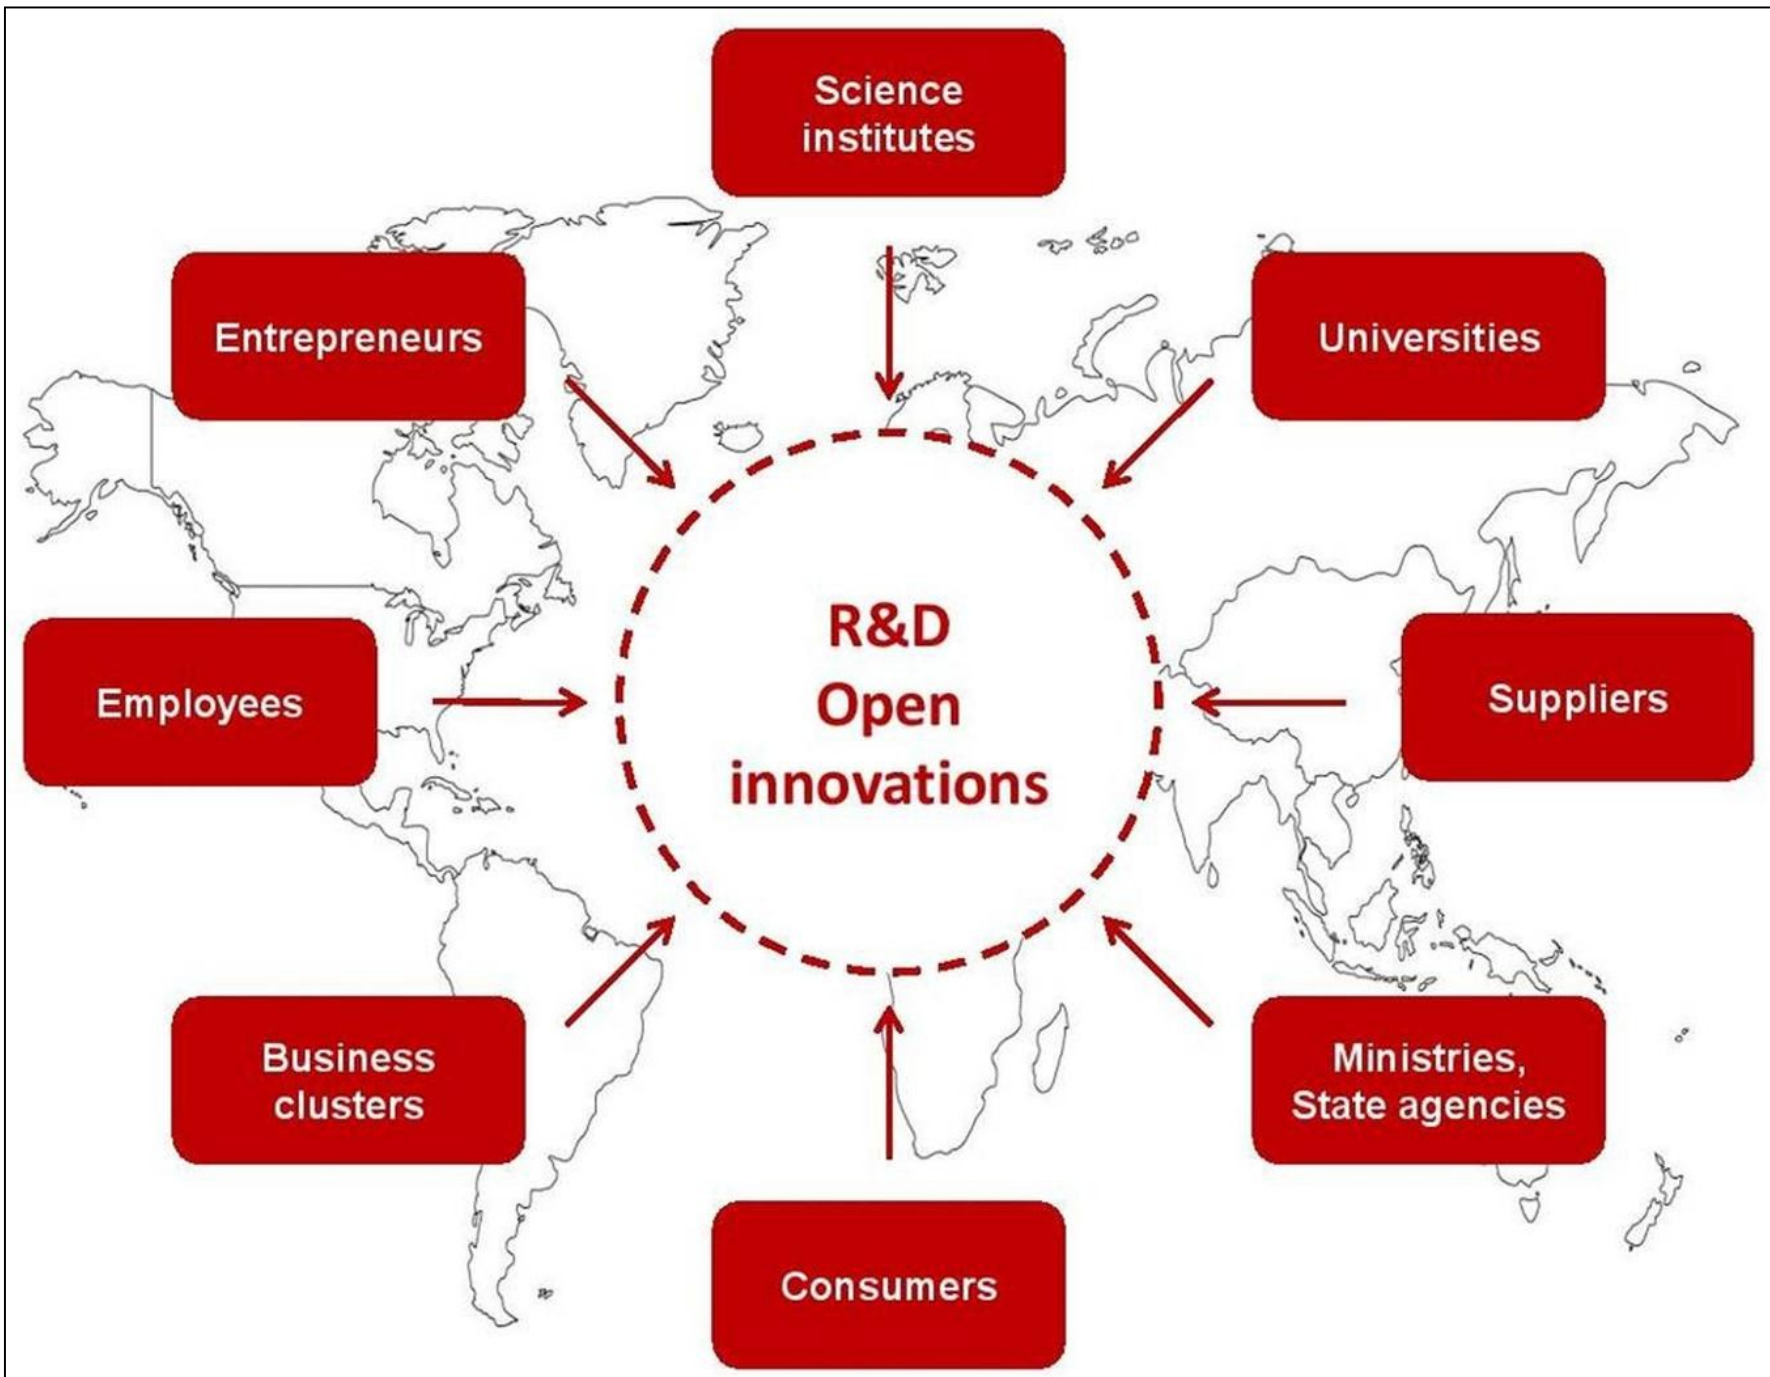 Science
institutes
Entrepreneurs
Universities
R&D
Open
innovations
Employees
Suppliers
Business
clusters
Ministries,
State agencies
Consumers